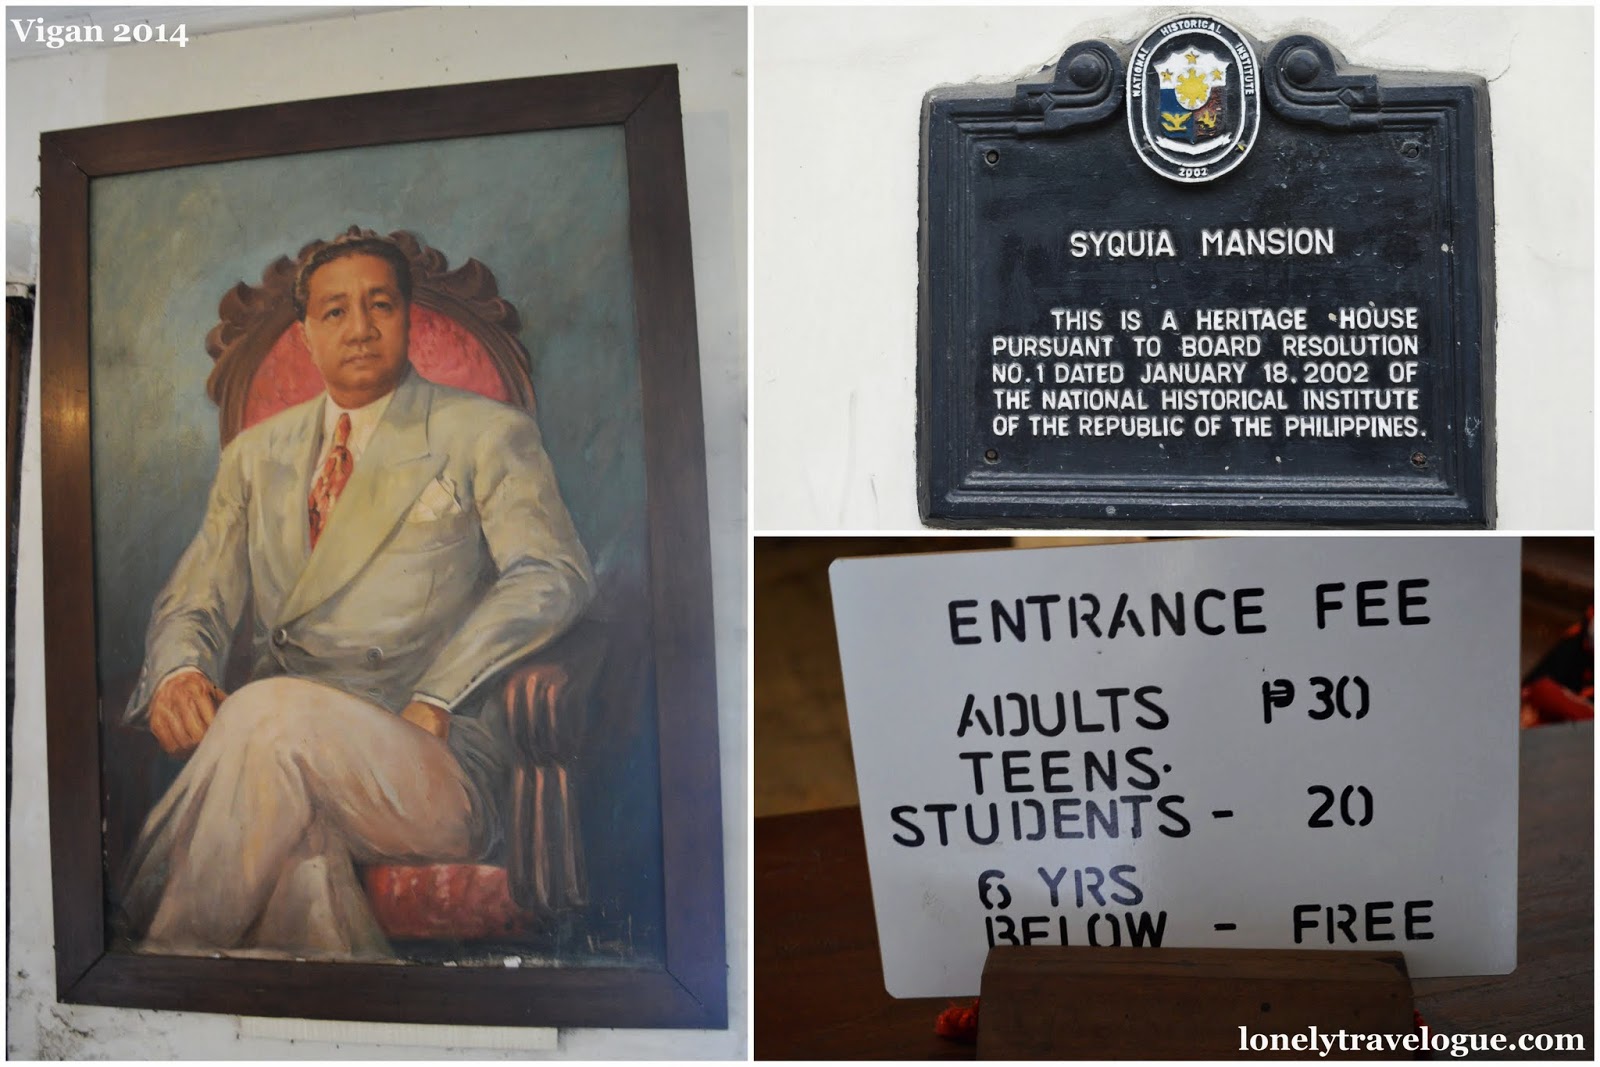 Vigan 2014
NATIONAL HISTORICAL INSTITUTE
2002
SYQUIA MANSION
THIS IS A HERITAGE HOUSE
PURSUANT TO BOARD RESOLUTION
NO.1 DATED JANUARY 18, 2002 OF
THE NATIONAL HISTORICAL INSTITUTE
OF THE REPUBLIC OF THE PHILIPPINES.
ENTRANCE FEE
ADULTS ₱30
TEENS.
STUDENTS - 20
6 YRS
BELOW - FREE
lonelytravelogue.com